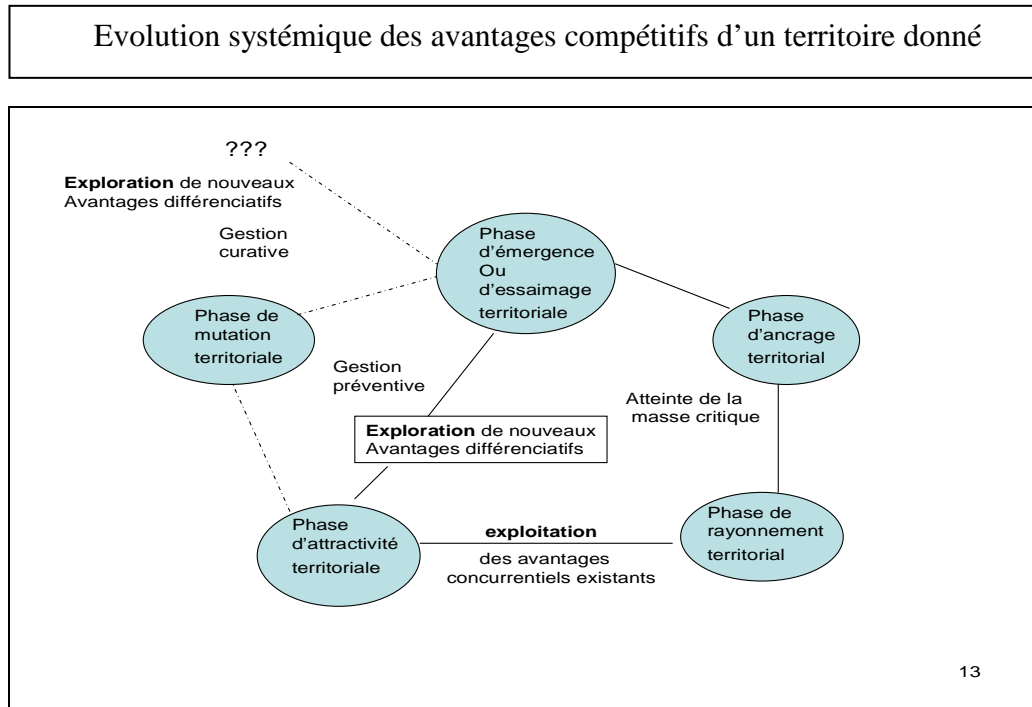 Evolution systémique des avantages compétitifs d'un territoire donné
???
Exploration de nouveaux
Avantages différenciatifs
Gestion
curative
Phase
d'émergence
Ou
d'essaimage
territoriale
Phase de
mutation
territoriale
Phase
d'ancrage
territorial
Gestion
préventive
Atteinte de la
masse critique
Exploration de nouveaux
Avantages différenciatifs
Phase
d'attractivité
territoriale
exploitation
des avantages
concurrentiels existants
Phase de
rayonnement
territorial
13